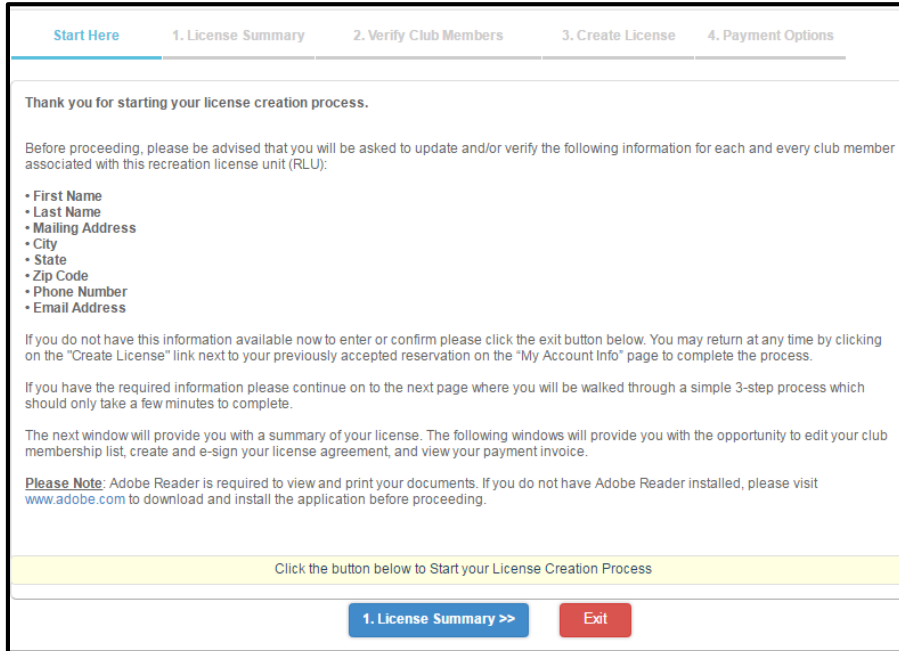 Start Here 1. License Summary 2. Verify Club Members 3. Create License 4. Payment Options
Thank you for starting your license creation process.
Before proceeding, please be advised that you will be asked to update and/or verify the following information for each and every club member
associated with this recreation license unit (RLU):
• First Name
• Last Name
• Mailing Address
• City
• State
• Zip Code
• Phone Number
• Email Address
If you do not have this information available now to enter or confirm please click the exit button below. You may return at any time by clicking
on the "Create License" link next to your previously accepted reservation on the “My Account Info” page to complete the process.
If you have the required information please continue on to the next page where you will be walked through a simple 3-step process which
should only take a few minutes to complete.
The next window will provide you with a summary of your license. The following windows will provide you with the opportunity to edit your club
membership list, create and e-sign your license agreement, and view your payment invoice.
Please Note: Adobe Reader is required to view and print your documents. If you do not have Adobe Reader installed, please visit
www.adobe.com to download and install the application before proceeding.
Click the button below to Start your License Creation Process
1. License Summary >> Exit